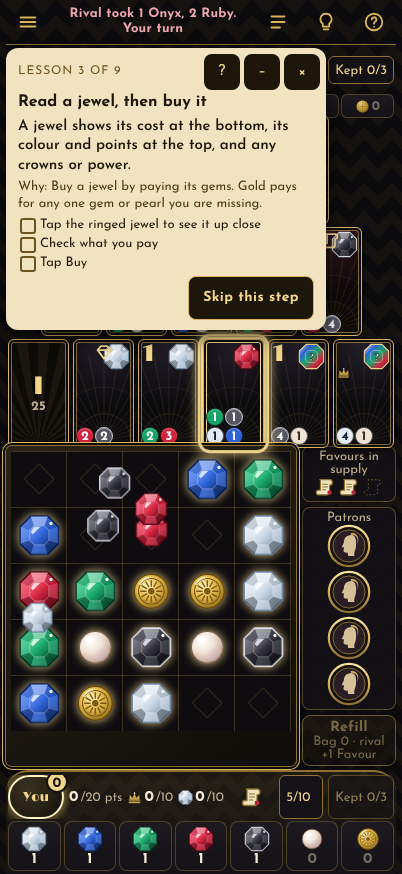 Rival took 1 Onyx, 2 Ruby.
Your turn
LESSON 3 OF 9
?
–
×
Kept 0/3
0
Read a jewel, then buy it
A jewel shows its cost at the bottom, its
colour and points at the top, and any
crowns or power.
Why: Buy a jewel by paying its gems. Gold pays
for any one gem or pearl you are missing.
Tap the ringed jewel to see it up close
Check what you pay
Tap Buy
Skip this step
4
1
1
25
2 2
2 3
1 1
1 1
4 1
4 1
Favours in
supply
Patrons
Refill
Bag 0 · rival
+1 Favour
You
0
0/20 pts
0/10
0/10
5/10
Kept 0/3
1
1
1
1
1
0
0